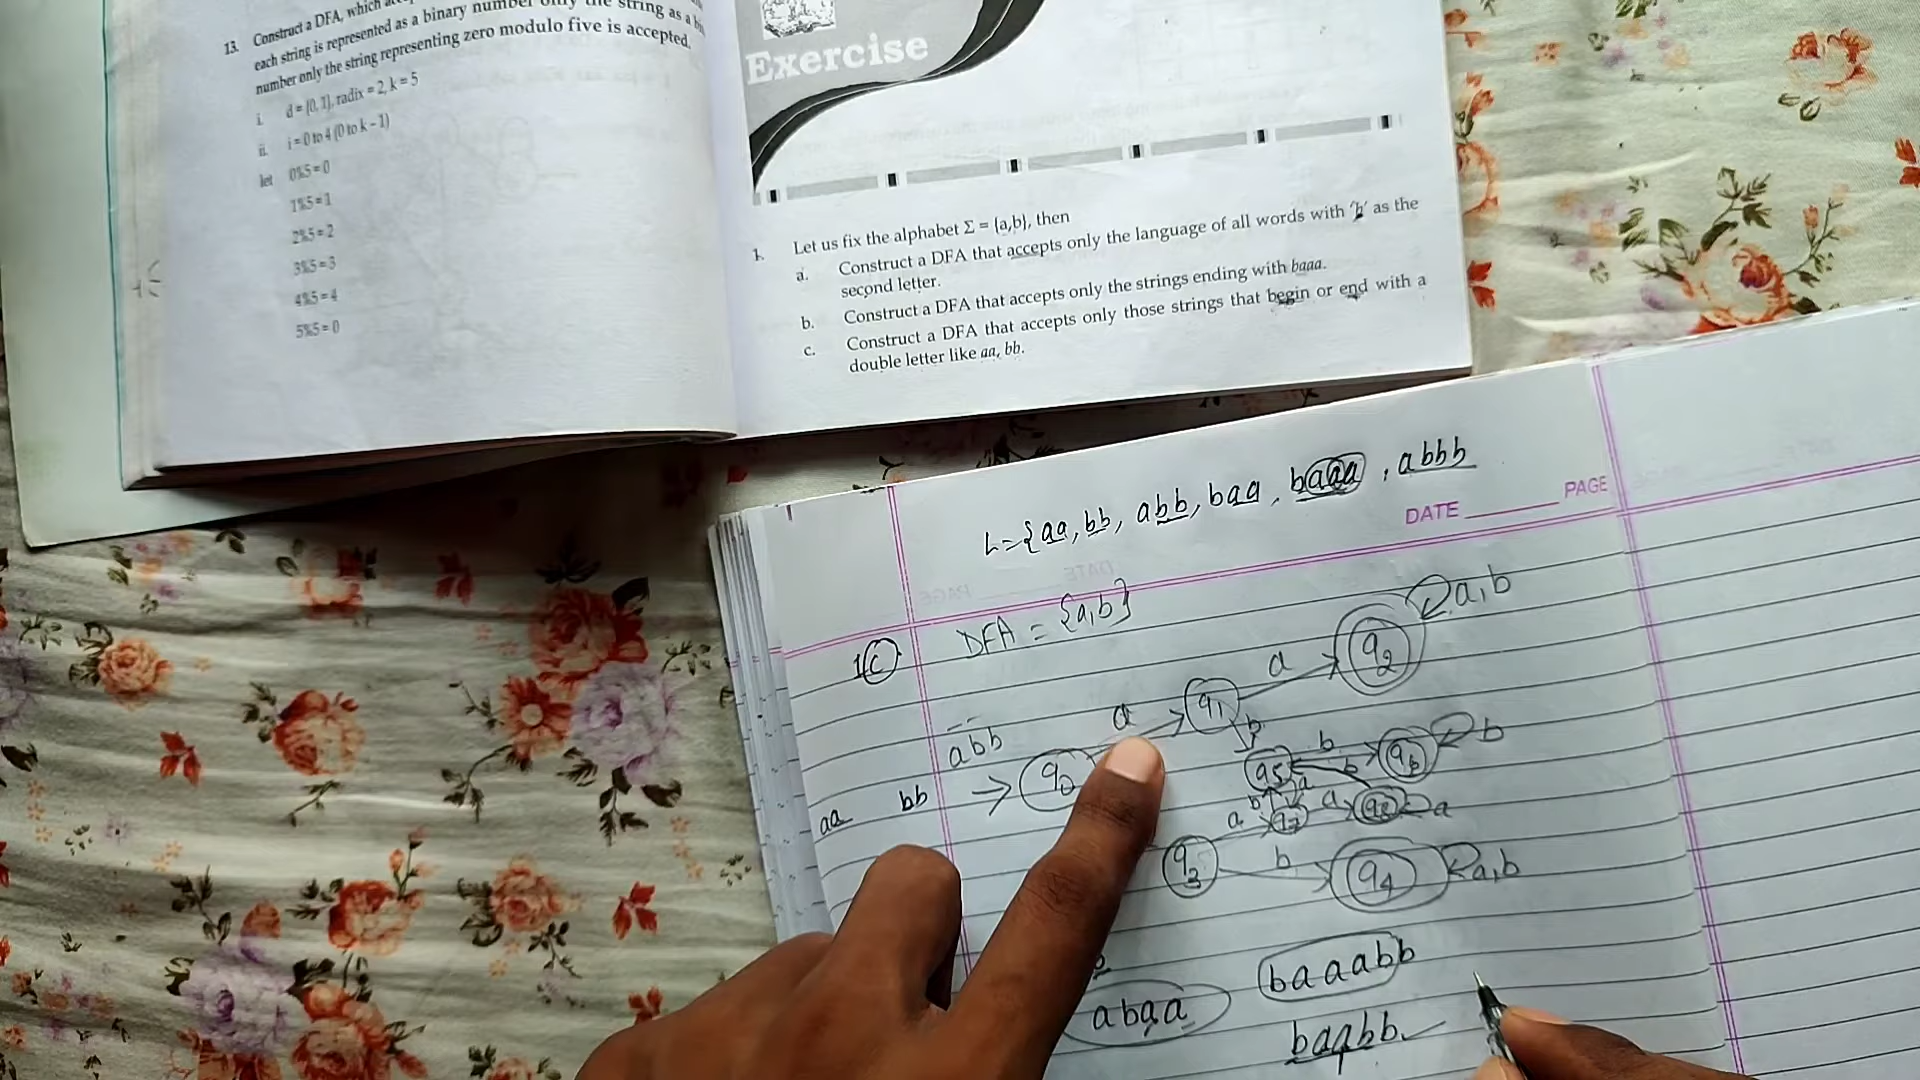 13. Construct a DFA, which
each string is represented as a binary number only the string as a
number only the string representing zero modulo five is accepted.
i. d = {0, 1}, radix = 2, k = 5
ii. i = 0 to 4 (0 to k – 1)
let 0%5 = 0
1%5 = 1
2%5 = 2
3%5 = 3
4%5 = 4
5%5 = 0
Exercise
1. Let us fix the alphabet Σ = {a,b}, then
a. Construct a DFA that accepts only the language of all words with 'b' as the
second letter.
b. Construct a DFA that accepts only the strings ending with baaa.
c. Construct a DFA that accepts only those strings that begin or end with a
double letter like aa, bb.
L={aa, bb, abb, baa, baaa, abbb
DATE PAGE
1(c) DFA = {a,b}
a,b
a q2
a q1
abb b
b b
q0 q5 b q6
bb b a
aa a q7 a q8 a
q3 b q4 a,b
baaabb
abaa
baabb